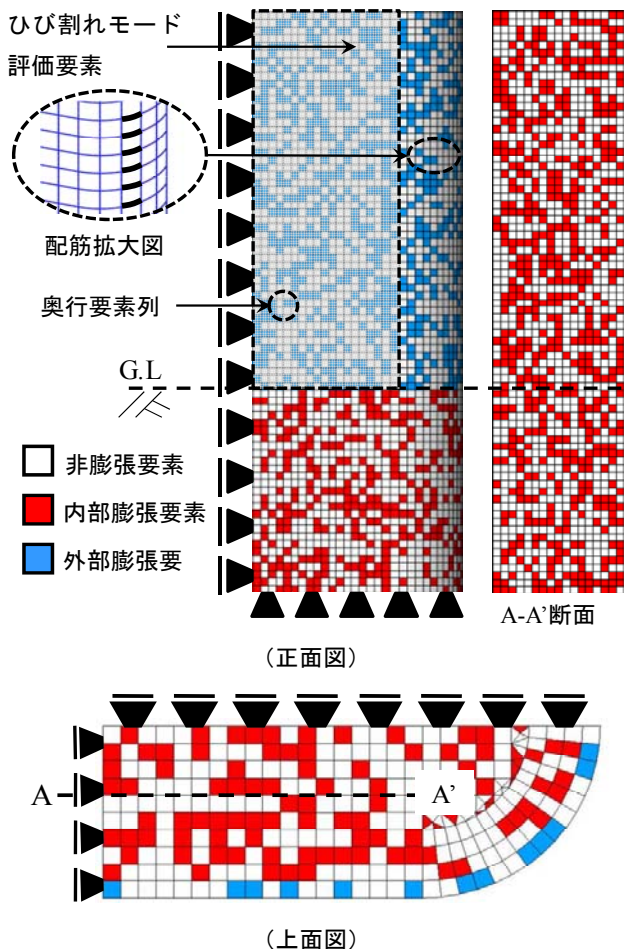 ひび割れモード
評価要素
配筋拡大図
奥行要素列
G.L
非膨張要素
内部膨張要素
外部膨張要
A-A’断面
(正面図)
A
A’
(上面図)